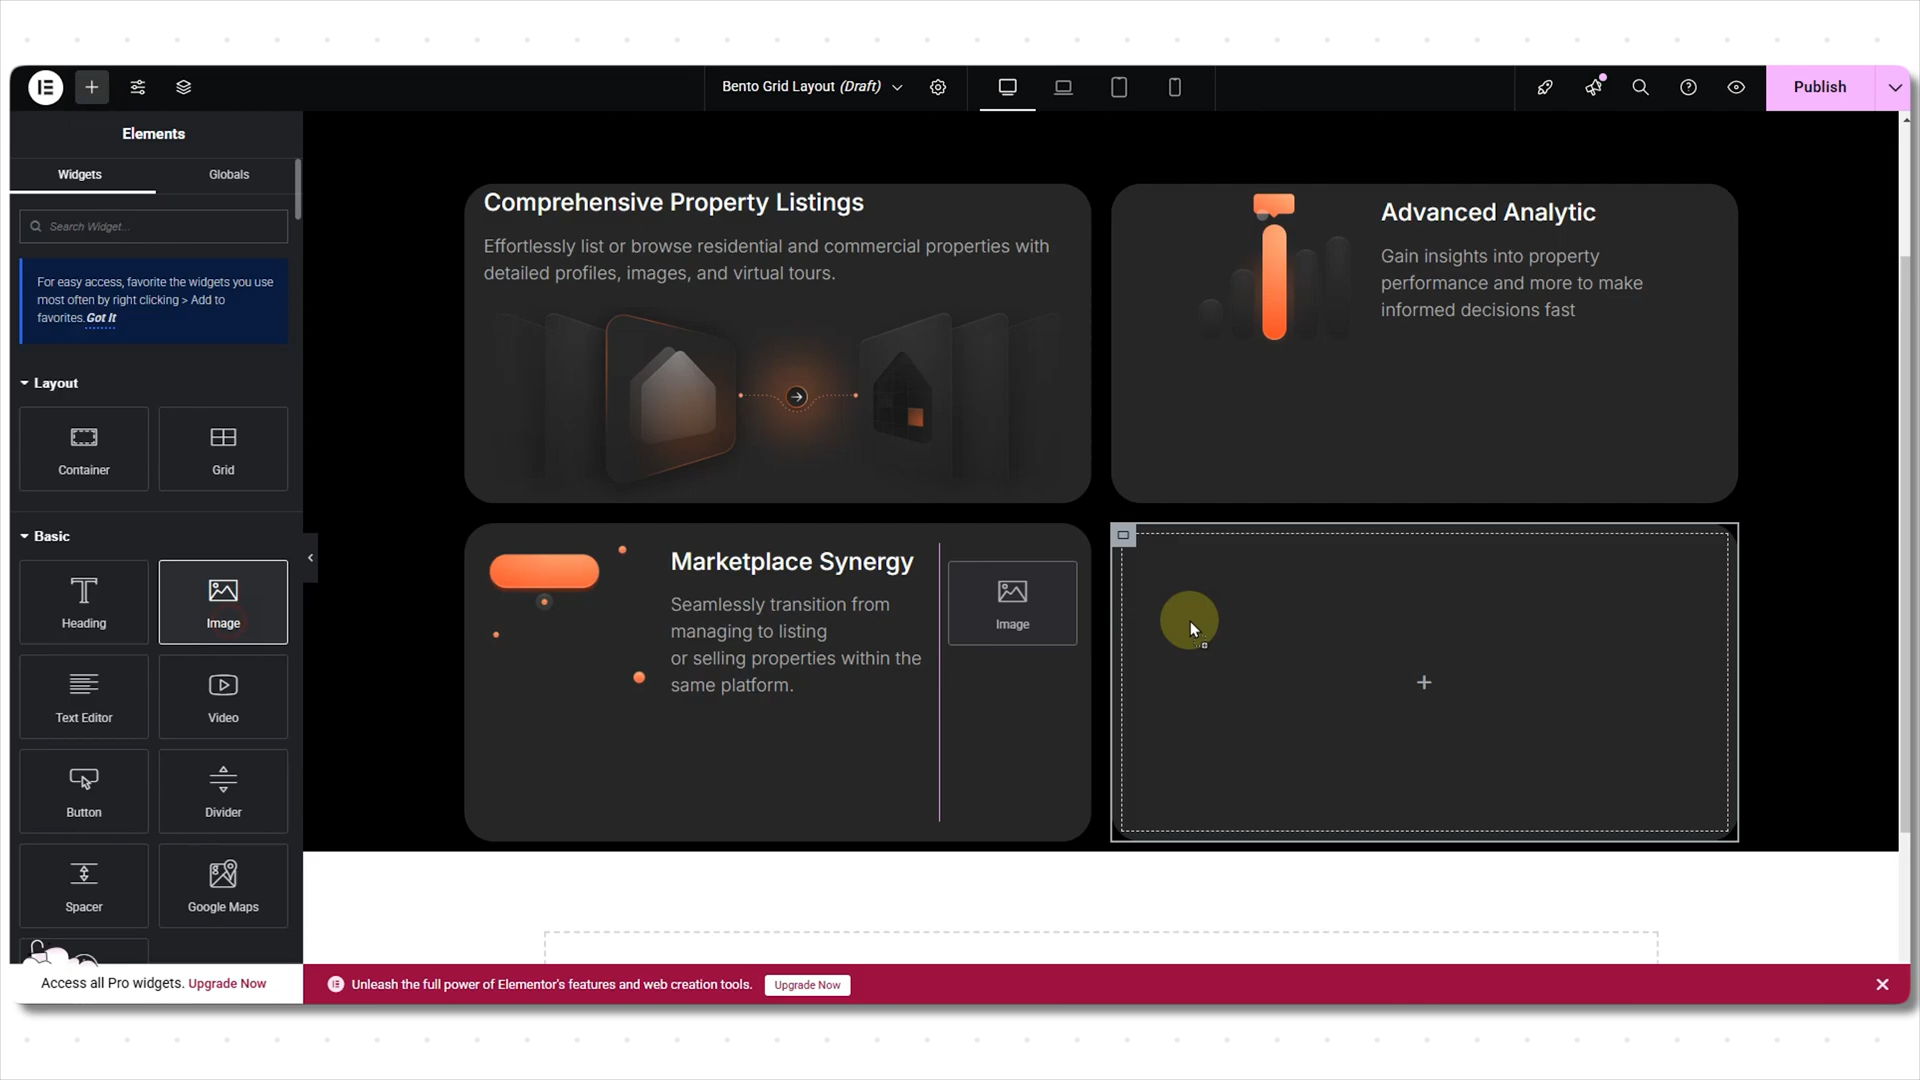 Bento Grid Layout (Draft)
Publish
Elements
Widgets
Globals
Search Widget...
For easy access, favorite the widgets you use
most often by right clicking > Add to
favorites. Got It
Layout
Container
Grid
Basic
Heading
Image
Text Editor
Video
Button
Divider
Spacer
Google Maps
Access all Pro widgets. Upgrade Now
Comprehensive Property Listings
Effortlessly list or browse residential and commercial properties with
detailed profiles, images, and virtual tours.
Advanced Analytic
Gain insights into property
performance and more to make
informed decisions fast
Marketplace Synergy
Seamlessly transition from
managing to listing
or selling properties within the
same platform.
Image
Unleash the full power of Elementor's features and web creation tools.
Upgrade Now